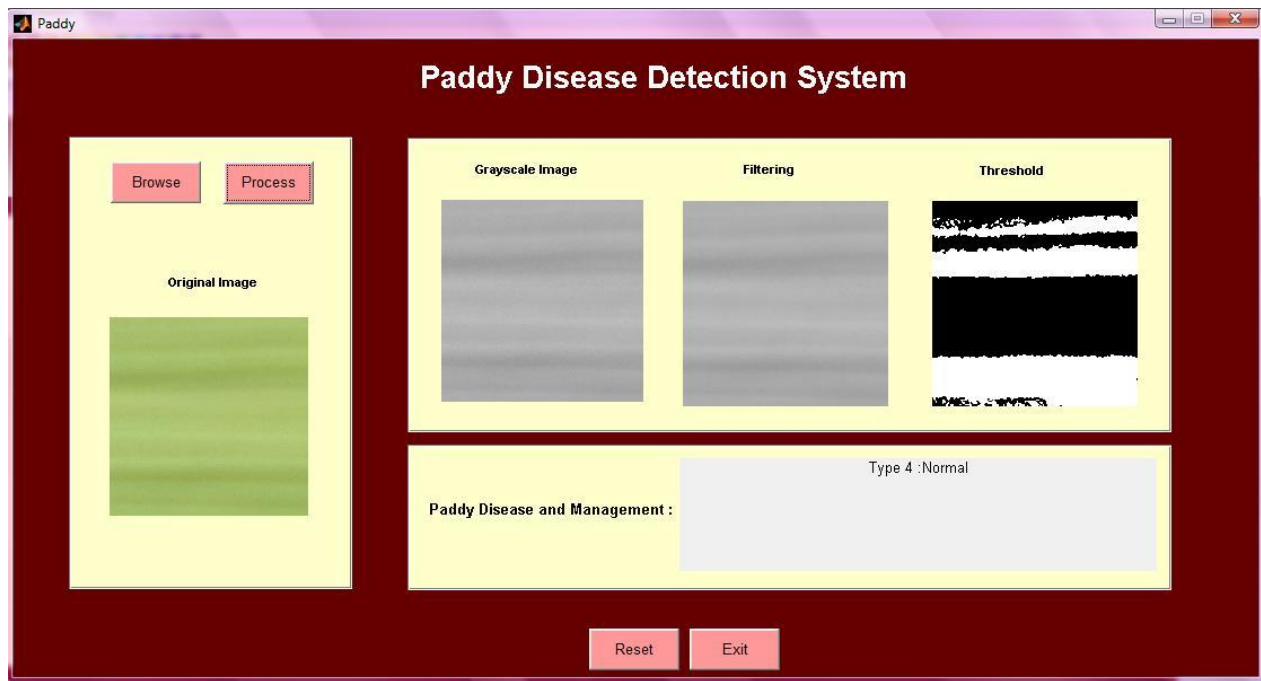 Paddy
Paddy Disease Detection System
Browse
Process
Original Image
Grayscale Image
Filtering
Threshold
Paddy Disease and Management :
Type 4 :Normal
Reset
Exit